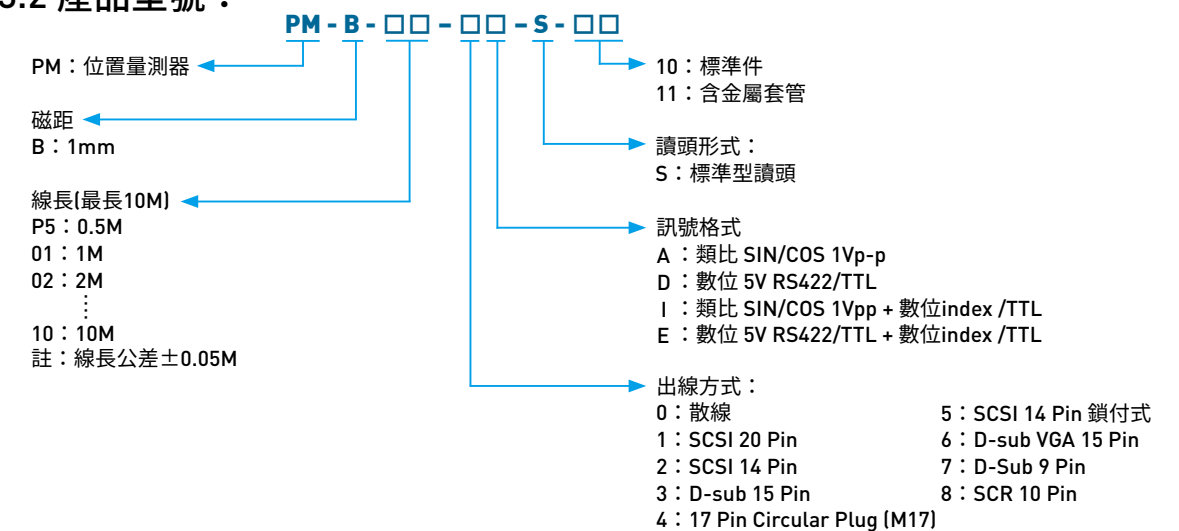 3.2 產品型號：
PM - B - □□ - □□ - S - □□
PM：位置量測器
磁距
B：1mm
線長(最長10M)
P5：0.5M
01：1M
02：2M
⋮
10：10M
註：線長公差±0.05M
10：標準件
11：含金屬套管
讀頭形式：
S：標準型讀頭
訊號格式
A ：類比 SIN/COS 1Vp-p
D ：數位 5V RS422/TTL
I ：類比 SIN/COS 1Vpp + 數位index /TTL
E ：數位 5V RS422/TTL + 數位index /TTL
出線方式：
0：散線
1：SCSI 20 Pin
2：SCSI 14 Pin
3：D-sub 15 Pin
4：17 Pin Circular Plug (M17)
5：SCSI 14 Pin 鎖付式
6：D-sub VGA 15 Pin
7：D-Sub 9 Pin
8：SCR 10 Pin